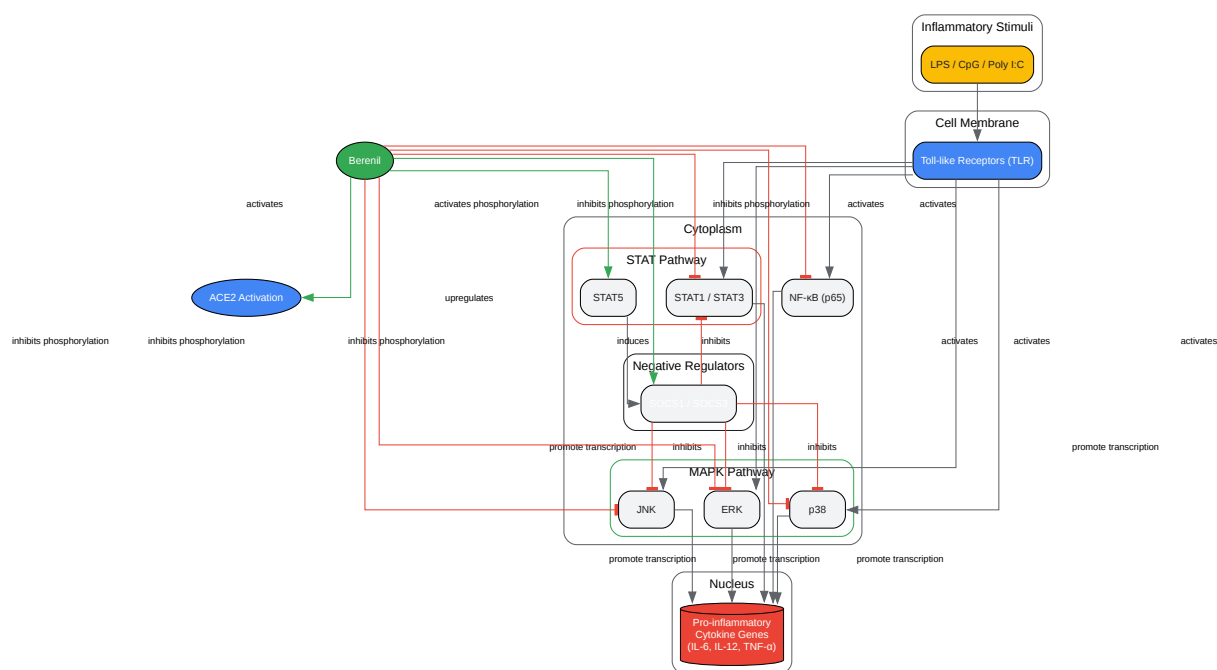 Inflammatory Stimuli
LPS / CpG / Poly I:C
Cell Membrane
Toll-like Receptors (TLR)
Berenil
activates
activates phosphorylation
inhibits phosphorylation
inhibits phosphorylation
activates
activates
Cytoplasm
STAT Pathway
ACE2 Activation
upregulates
STAT5
STAT1 / STAT3
NF-κB (p65)
inhibits phosphorylation
inhibits phosphorylation
inhibits phosphorylation
induces
inhibits
activates
activates
activates
Negative Regulators
SOCS1 / SOCS3
promote transcription
inhibits
inhibits
inhibits
promote transcription
MAPK Pathway
JNK
ERK
p38
promote transcription
promote transcription
promote transcription
Nucleus
Pro-inflammatory
Cytokine Genes
(IL-6, IL-12, TNF-α)